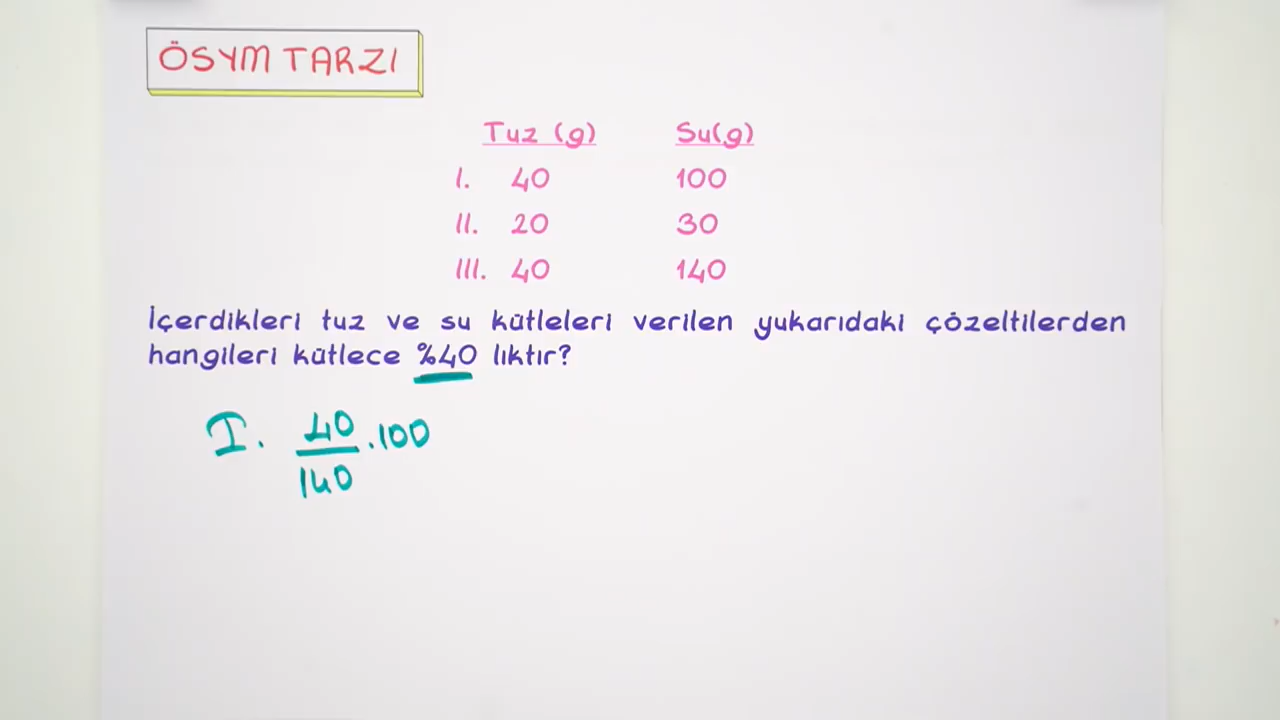 ÖSYM TARZI
Tuz (g) Su(g)
I. 40 100
II. 20 30
III. 40 140
İçerdikleri tuz ve su kütleleri verilen yukarıdaki çözeltilerden
hangileri kütlece %40 lıktır?
I. 40/140 .100